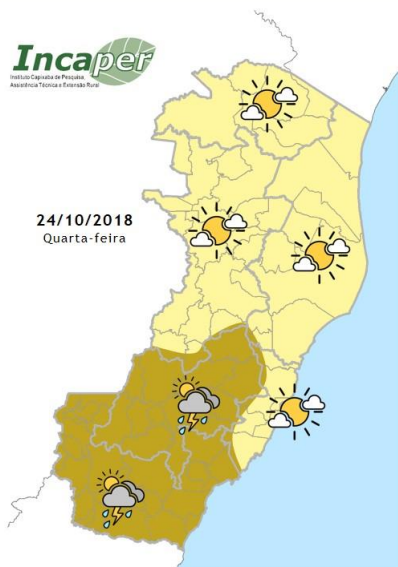 Incaper
Instituto Capixaba de Pesquisa,
Assistência Técnica e Extensão Rural
24/10/2018
Quarta-feira